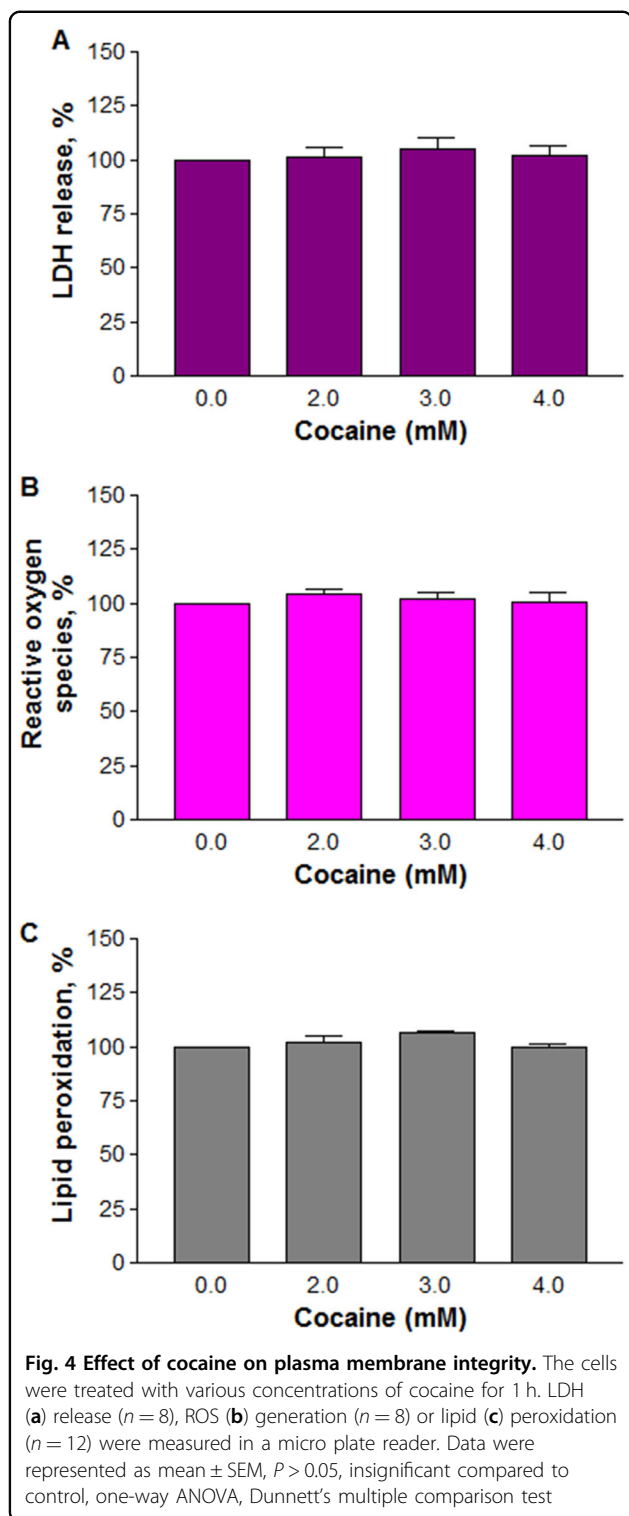 A
150
125
100
75
50
25
0
LDH release, %
0.0 2.0 3.0 4.0
Cocaine (mM)
B
150
125
100
75
50
25
0
Reactive oxygen
species, %
0.0 2.0 3.0 4.0
Cocaine (mM)
C
150
125
100
75
50
25
0
Lipid peroxidation, %
0.0 2.0 3.0 4.0
Cocaine (mM)
Fig. 4 Effect of cocaine on plasma membrane integrity. The cells
were treated with various concentrations of cocaine for 1 h. LDH
(a) release (n = 8), ROS (b) generation (n = 8) or lipid (c) peroxidation
(n = 12) were measured in a micro plate reader. Data were
represented as mean ± SEM, P > 0.05, insignificant compared to
control, one-way ANOVA, Dunnett's multiple comparison test